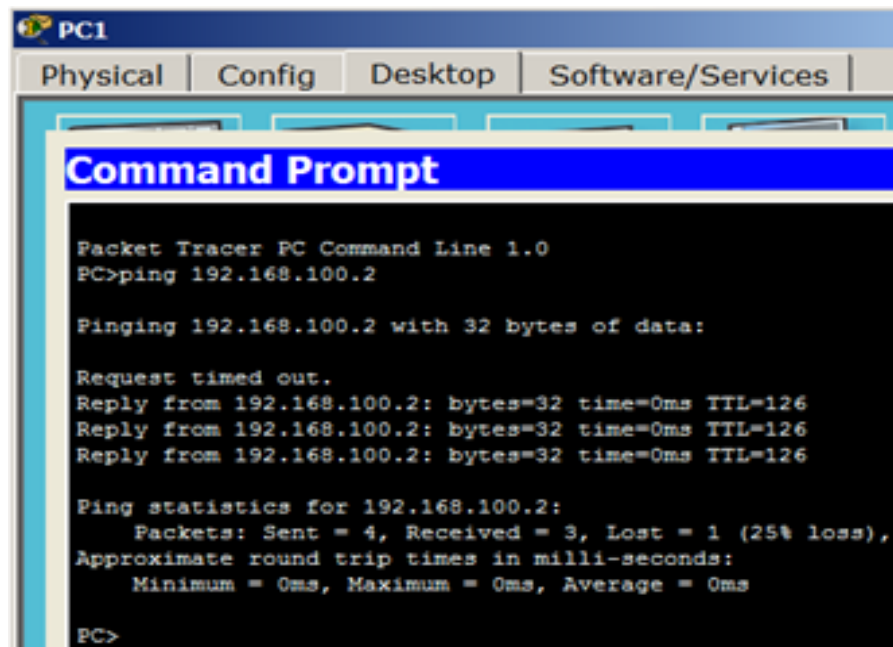 PC1
Physical Config Desktop Software/Services
Command Prompt
Packet Tracer PC Command Line 1.0
PC>ping 192.168.100.2
Pinging 192.168.100.2 with 32 bytes of data:
Request timed out.
Reply from 192.168.100.2: bytes=32 time=0ms TTL=126
Reply from 192.168.100.2: bytes=32 time=0ms TTL=126
Reply from 192.168.100.2: bytes=32 time=0ms TTL=126
Ping statistics for 192.168.100.2:
Packets: Sent = 4, Received = 3, Lost = 1 (25% loss),
Approximate round trip times in milli-seconds:
Minimum = 0ms, Maximum = 0ms, Average = 0ms
PC>